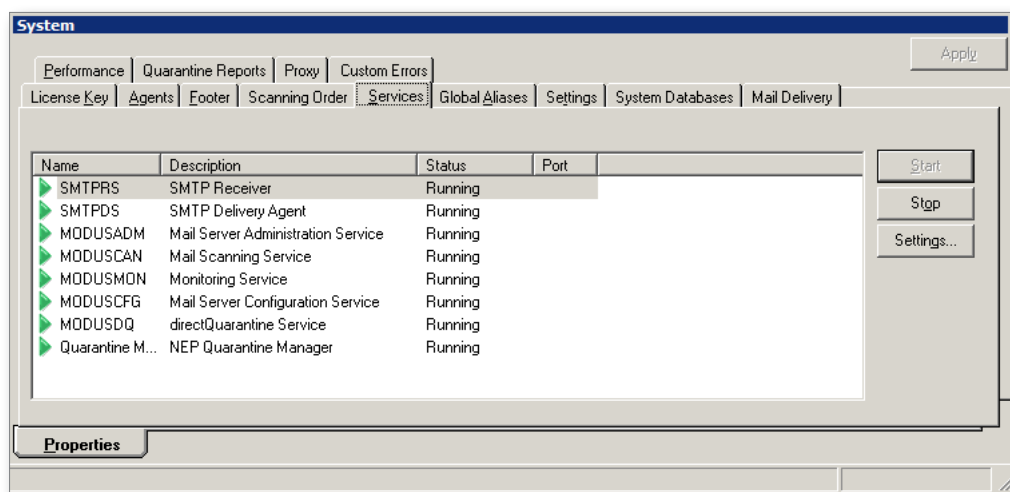 System
Apply
Performance Quarantine Reports Proxy Custom Errors
License Key Agents Footer Scanning Order Services Global Aliases Settings System Databases Mail Delivery
Name Description Status Port
SMTPRS SMTP Receiver Running
SMTPDS SMTP Delivery Agent Running
MODUSADM Mail Server Administration Service Running
MODUSCAN Mail Scanning Service Running
MODUSMON Monitoring Service Running
MODUSCFG Mail Server Configuration Service Running
MODUSDQ directQuarantine Service Running
Quarantine M... NEP Quarantine Manager Running
Start
Stop
Settings...
Properties